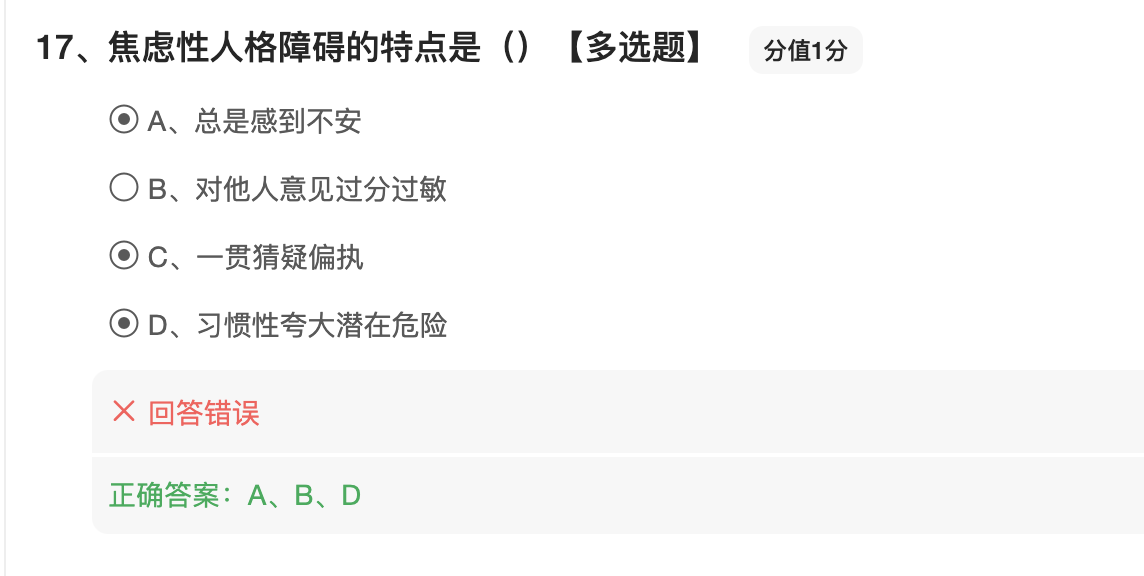 17、焦虑性人格障碍的特点是（）【多选题】 分值1分
A、总是感到不安
B、对他人意见过分过敏
C、一贯猜疑偏执
D、习惯性夸大潜在危险
回答错误
正确答案：A、B、D